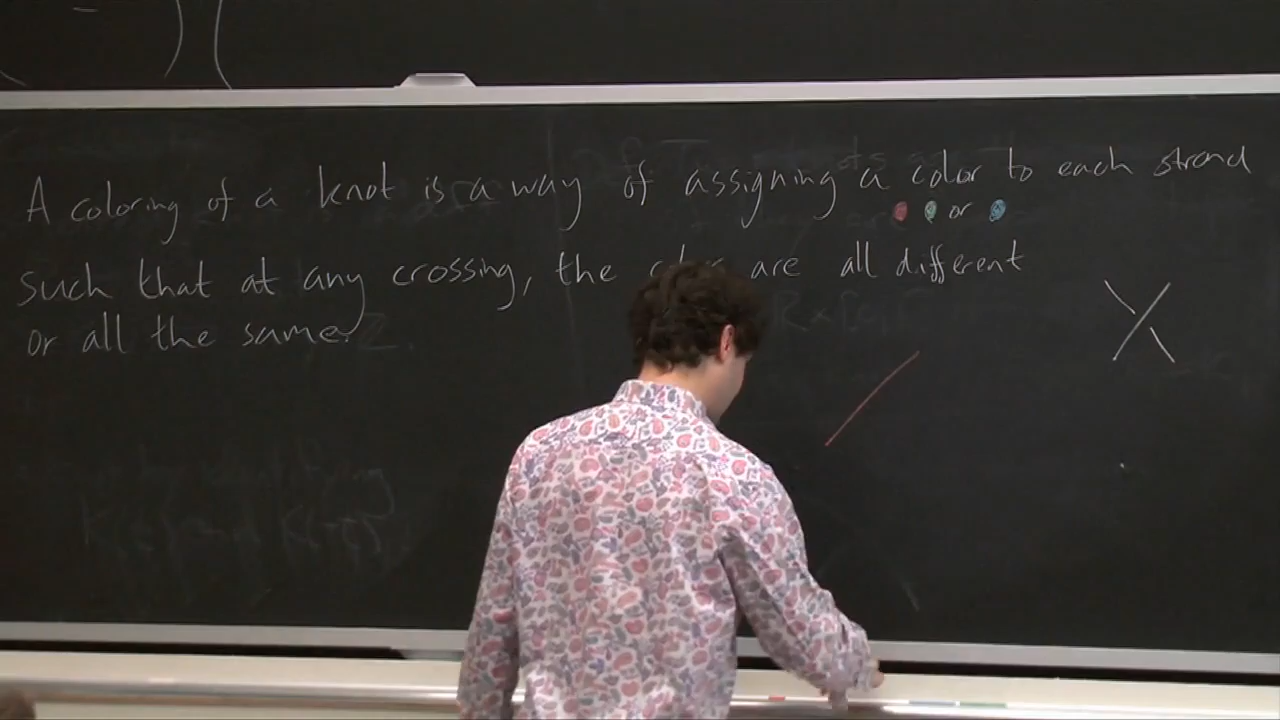 A coloring of a knot is a way of assigning a color to each strand
or
such that at any crossing, the are all different
or all the same.